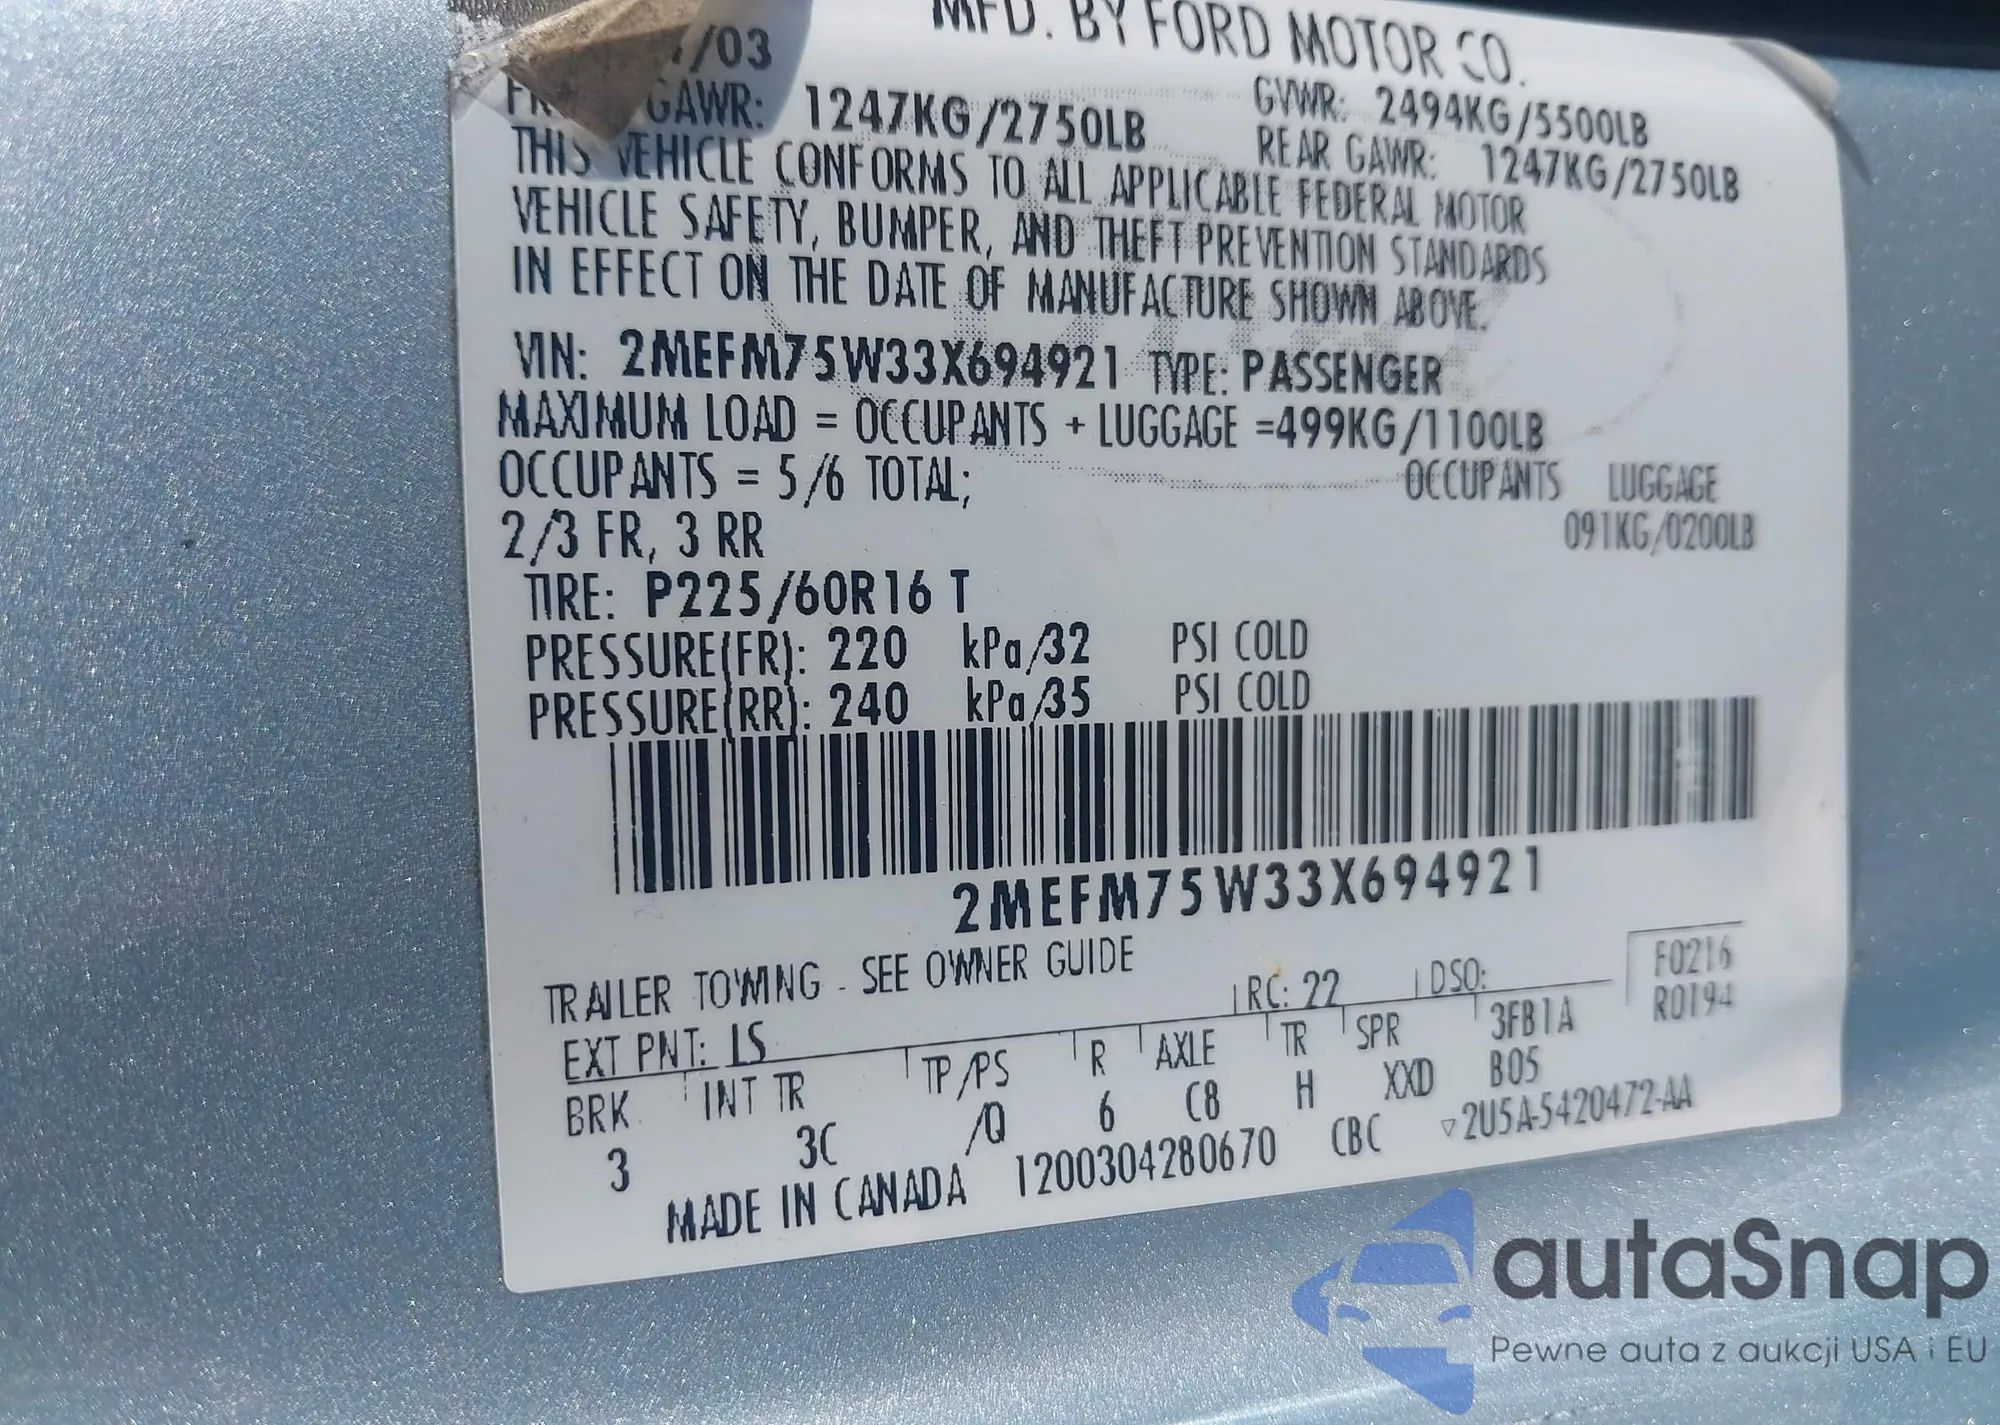 MFD. BY FORD MOTOR CO.
/03
GVWR: 2494KG/5500LB
GAWR: 1247KG/2750LB
REAR GAWR: 1247KG/2750LB
THIS VEHICLE CONFORMS TO ALL APPLICABLE FEDERAL MOTOR
VEHICLE SAFETY, BUMPER, AND THEFT PREVENTION STANDARDS
IN EFFECT ON THE DATE OF MANUFACTURE SHOWN ABOVE.
VIN: 2MEFM75W33X694921 TYPE: PASSENGER
MAXIMUM LOAD = OCCUPANTS + LUGGAGE =499KG/1100LB
OCCUPANTS = 5/6 TOTAL; OCCUPANTS LUGGAGE
2/3 FR, 3 RR 091KG/0200LB
TIRE: P225/60R16 T
PRESSURE(FR): 220 kPa/32 PSI COLD
PRESSURE(RR): 240 kPa/35 PSI COLD
2MEFM75W33X694921
TRAILER TOWING - SEE OWNER GUIDE
F0216
R0194
EXT PNT: LS RC: 22 DSO:
BRK INT TR TP/PS R AXLE TR SPR 3FB1A
3 3C /Q 6 C8 H XXD B05
MADE IN CANADA 1200304280670 CBC ▽2U5A-5420472-AA
autaSnap
Pewne auta z aukcji USA i EU